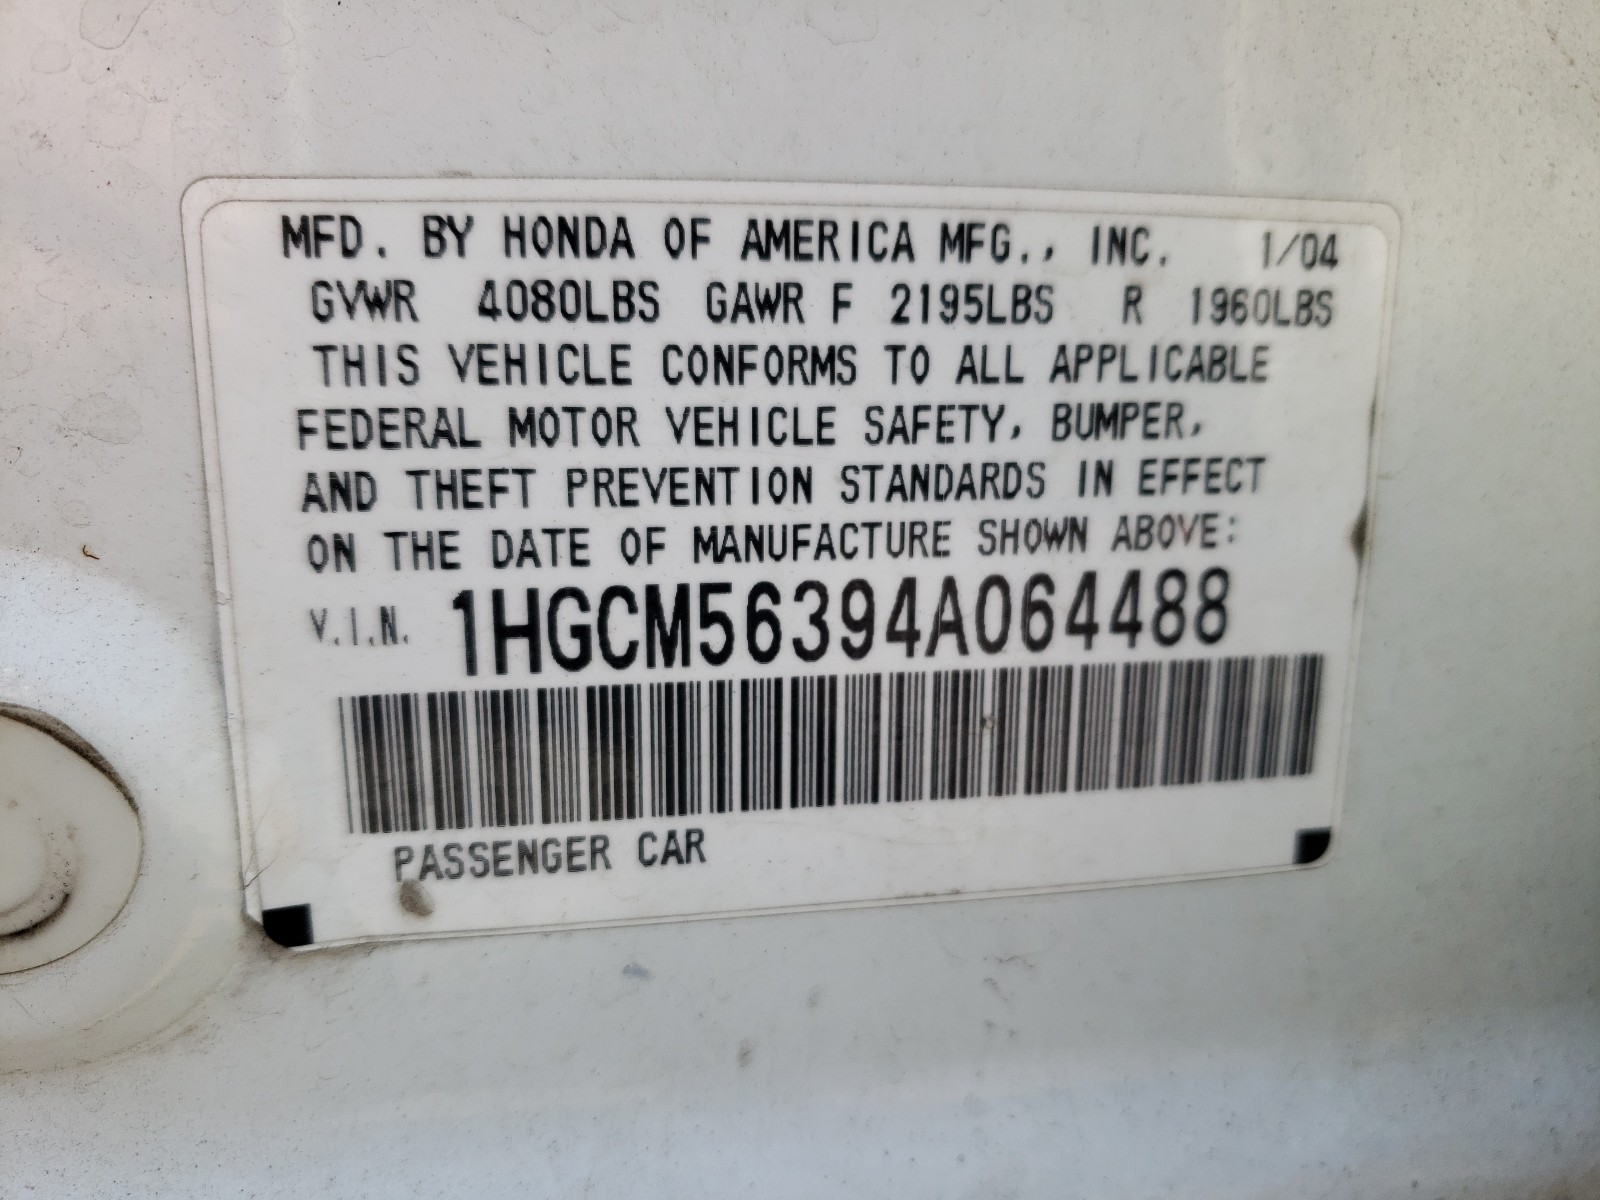 MFD. BY HONDA OF AMERICA MFG., INC. 1/04
GVWR 4080LBS GAWR F 2195LBS R 1960LBS
THIS VEHICLE CONFORMS TO ALL APPLICABLE
FEDERAL MOTOR VEHICLE SAFETY, BUMPER,
AND THEFT PREVENTION STANDARDS IN EFFECT
ON THE DATE OF MANUFACTURE SHOWN ABOVE:
V.I.N. 1HGCM56394A064488
PASSENGER CAR